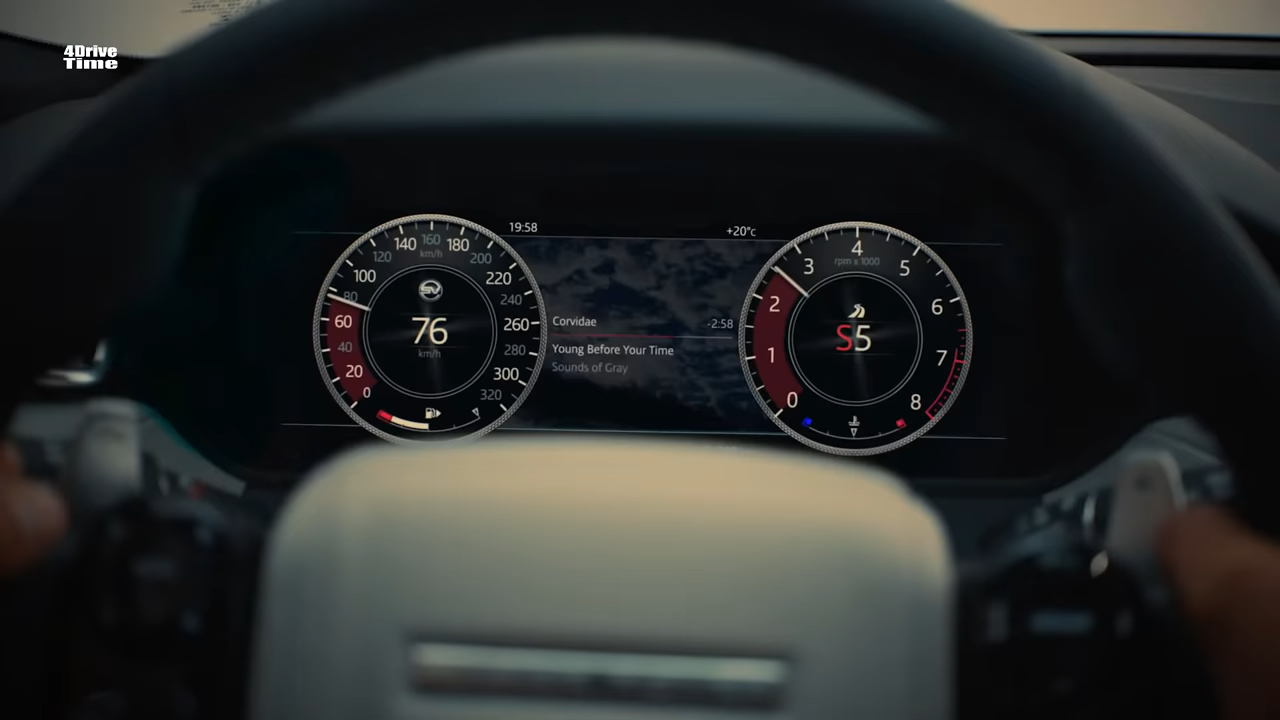 4Drive
Time
19:58
+20°c
0
20
40
60
80
100
120
140
160
180
200
220
240
260
280
300
320
km/h
SV
76
km/h
Corvidae
-2:58
Young Before Your Time
Sounds of Gray
0
1
2
3
4
5
6
7
8
rpm x 1000
S5